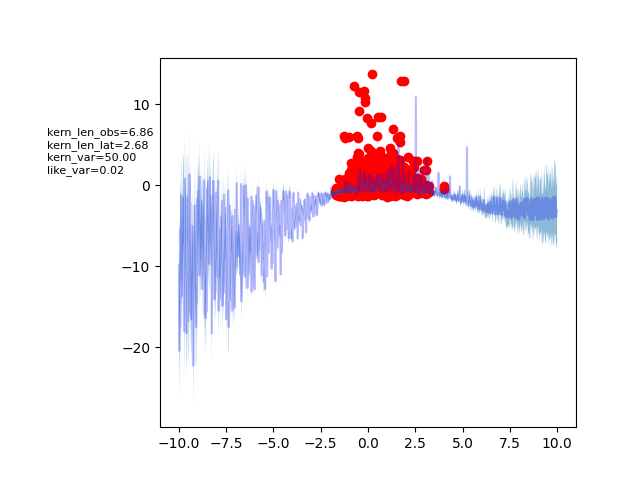 kern_len_obs=6.86
kern_len_lat=2.68
kern_var=50.00
like_var=0.02
10
0
−10
−20
−10.0 −7.5 −5.0 −2.5 0.0 2.5 5.0 7.5 10.0